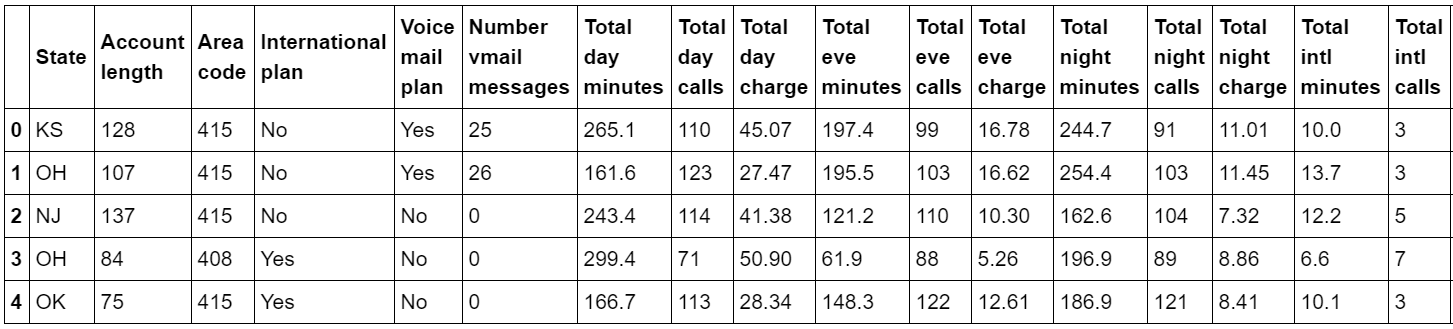 State Account length Area code International plan Voice mail plan Number vmail messages Total day minutes Total day calls Total day charge Total eve minutes Total eve calls Total eve charge Total night minutes Total night calls Total night charge Total intl minutes Total intl calls
0 KS 128 415 No Yes 25 265.1 110 45.07 197.4 99 16.78 244.7 91 11.01 10.0 3
1 OH 107 415 No Yes 26 161.6 123 27.47 195.5 103 16.62 254.4 103 11.45 13.7 3
2 NJ 137 415 No No 0 243.4 114 41.38 121.2 110 10.30 162.6 104 7.32 12.2 5
3 OH 84 408 Yes No 0 299.4 71 50.90 61.9 88 5.26 196.9 89 8.86 6.6 7
4 OK 75 415 Yes No 0 166.7 113 28.34 148.3 122 12.61 186.9 121 8.41 10.1 3